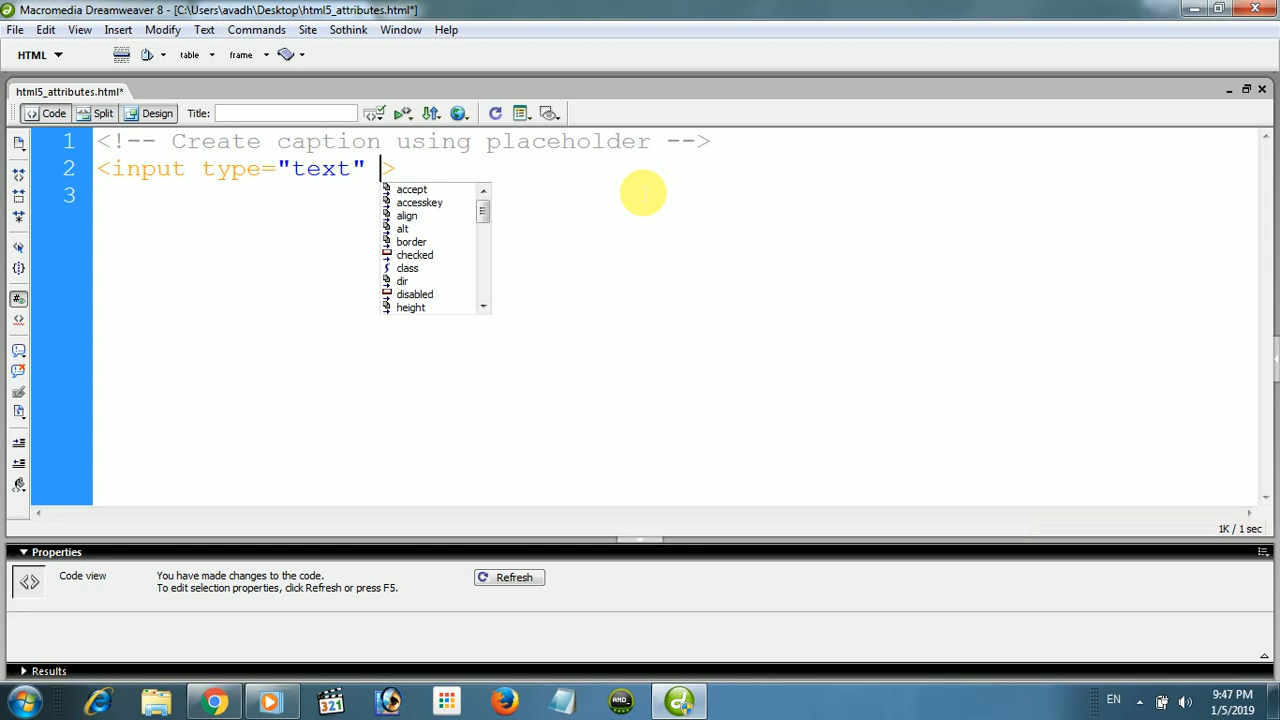 Macromedia Dreamweaver 8 - [C:\Users\avadh\Desktop\html5_attributes.html*]
File Edit View Insert Modify Text Commands Site Sothink Window Help
HTML table frame
html5_attributes.html*
Code Split Design Title:
1 <!-- Create caption using placeholder -->
2 <input type="text" >
3
accept
accesskey
align
alt
border
checked
class
dir
disabled
height
1K / 1 sec
Properties
Code view You have made changes to the code. Refresh
To edit selection properties, click Refresh or press F5.
Results
321 AND_ EN 9:47 PM
1/5/2019